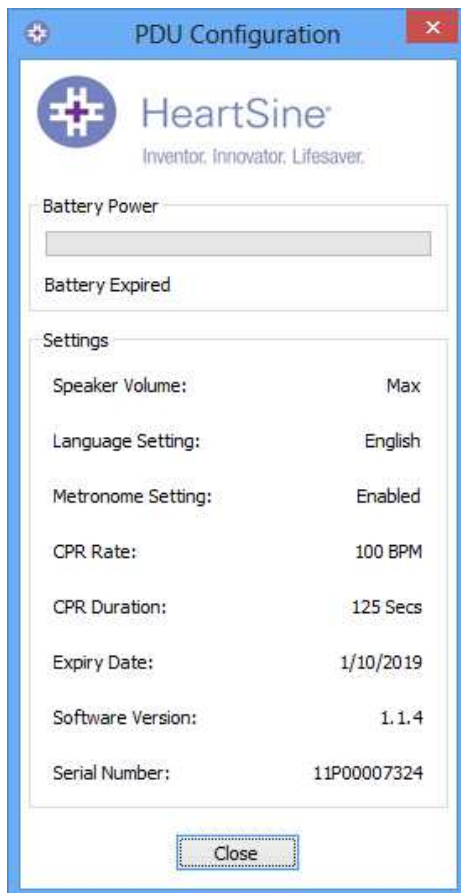 PDU Configuration
HeartSine®
Inventor. Innovator. Lifesaver.
Battery Power
Battery Expired
Settings
Speaker Volume: Max
Language Setting: English
Metronome Setting: Enabled
CPR Rate: 100 BPM
CPR Duration: 125 Secs
Expiry Date: 1/10/2019
Software Version: 1.1.4
Serial Number: 11P00007324
Close